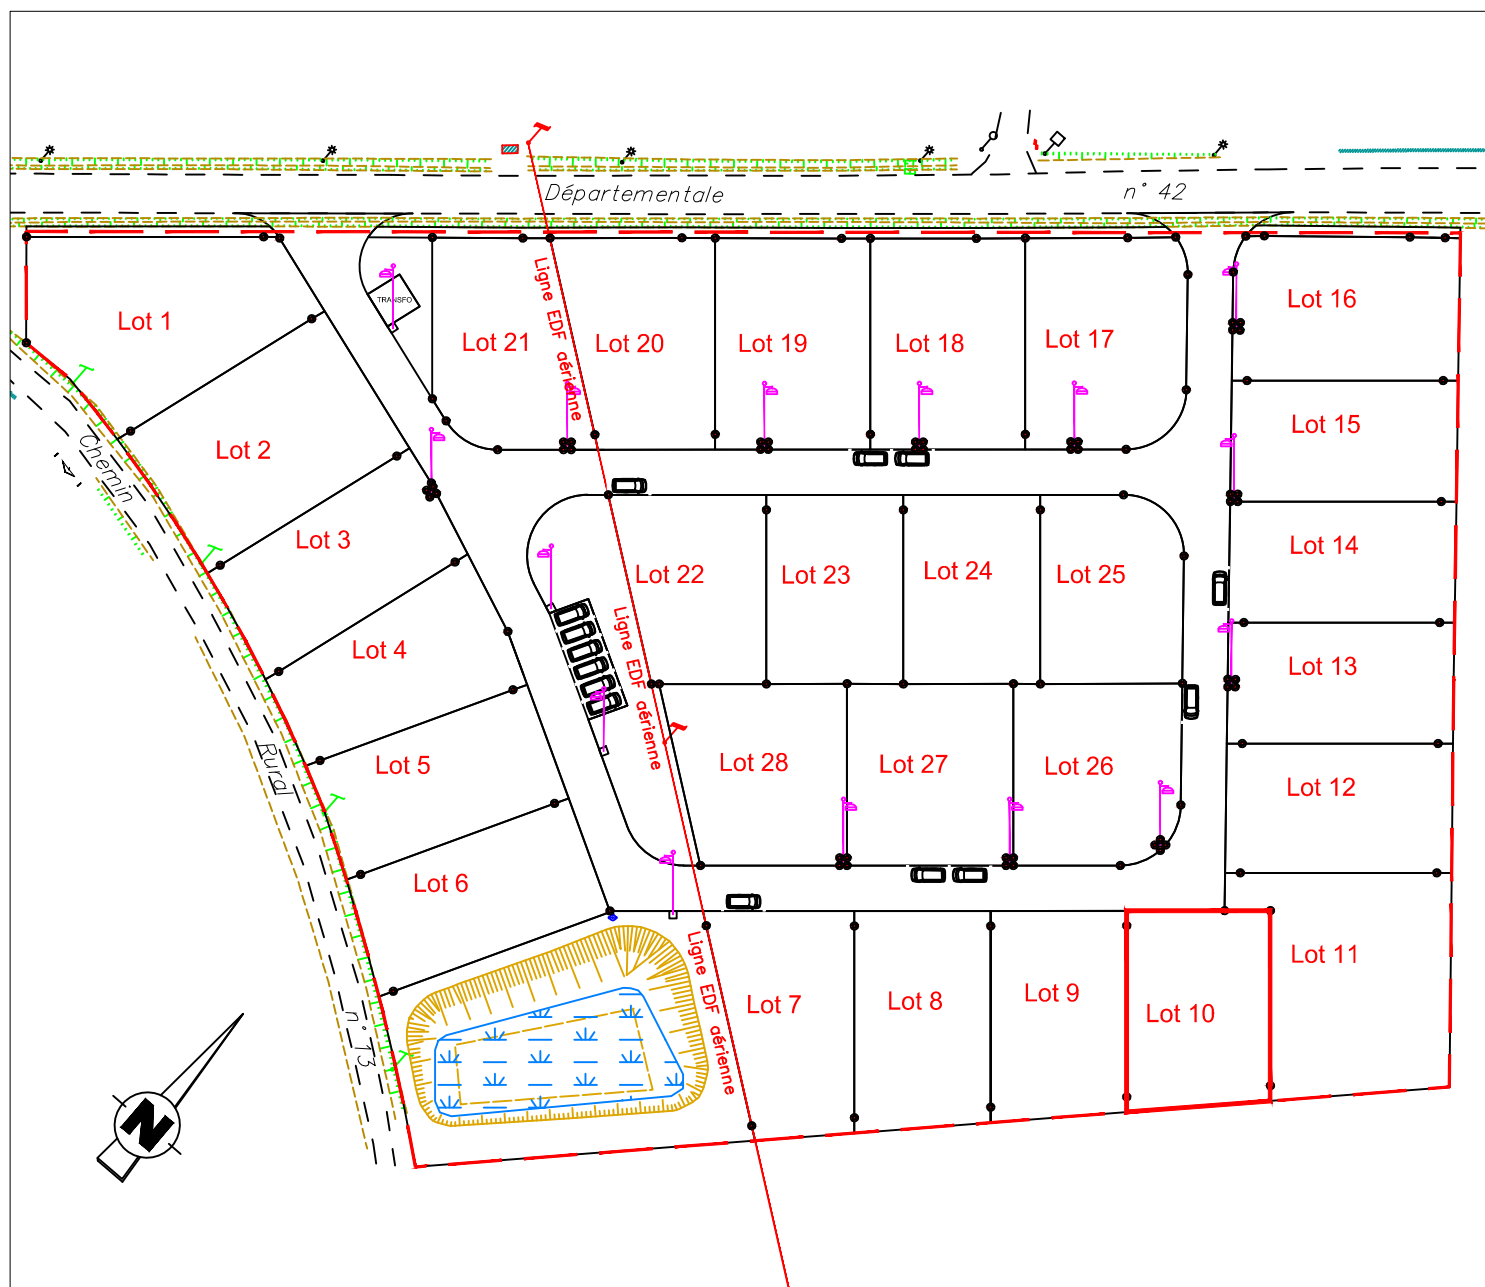 Départementale
n° 42
Ligne EDF aérienne
TRANSFO
Lot 1
Lot 21
Lot 20
Lot 19
Lot 18
Lot 17
Lot 16
Lot 15
Lot 2
Chemin
Lot 3
Lot 22
Lot 23
Lot 24
Lot 25
Lot 14
Ligne EDF aérienne
Lot 4
Lot 13
Rural
Lot 5
Lot 28
Lot 27
Lot 26
Lot 12
Lot 6
Ligne EDF aérienne
Lot 7
Lot 8
Lot 9
Lot 10
Lot 11
n° 13
N